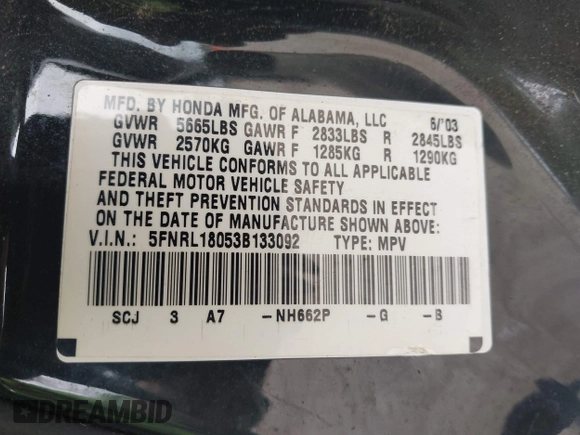 MFD. BY HONDA MFG. OF ALABAMA, LLC 6/'03
GVWR 5665LBS GAWR F 2833LBS R 2845LBS
GVWR 2570KG GAWR F 1285KG R 1290KG
THIS VEHICLE CONFORMS TO ALL APPLICABLE
FEDERAL MOTOR VEHICLE SAFETY
AND THEFT PREVENTION STANDARDS IN EFFECT
ON THE DATE OF MANUFACTURE SHOWN ABOVE.
V.I.N.: 5FNRL18053B133092 TYPE: MPV
SCJ 3 A7 -NH662P -G -B
DREAMBID